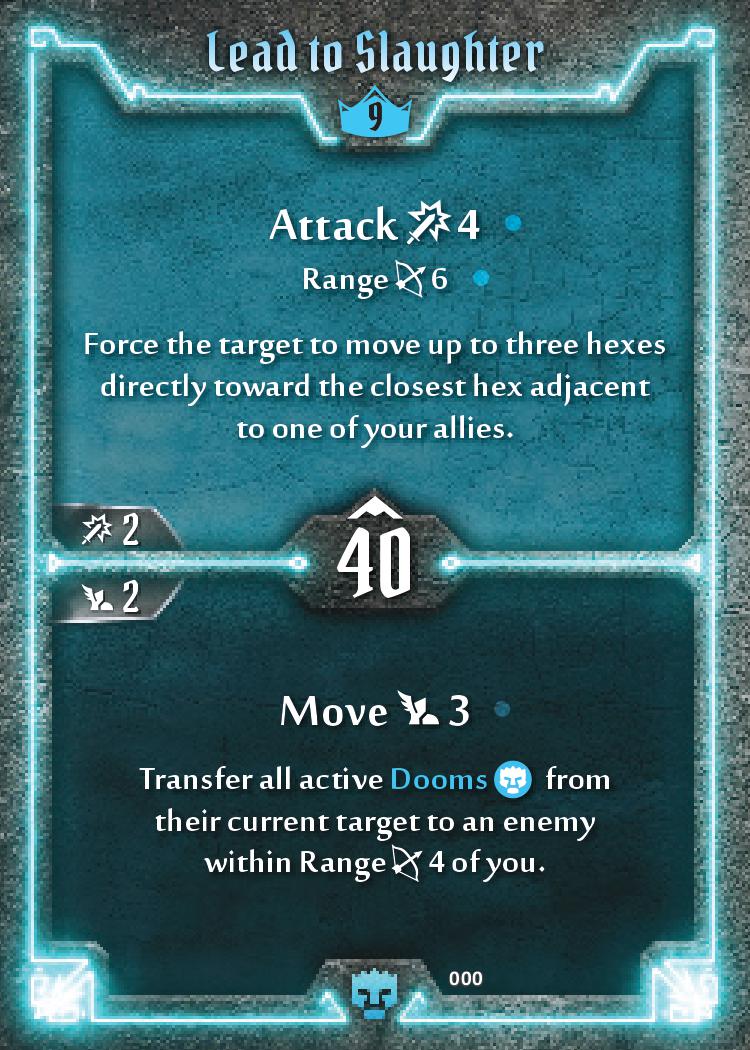 Lead to Slaughter
9
Attack 4
Range 6
Force the target to move up to three hexes
directly toward the closest hex adjacent
to one of your allies.
2
40
2
Move 3
Transfer all active Dooms from
their current target to an enemy
within Range 4 of you.
000